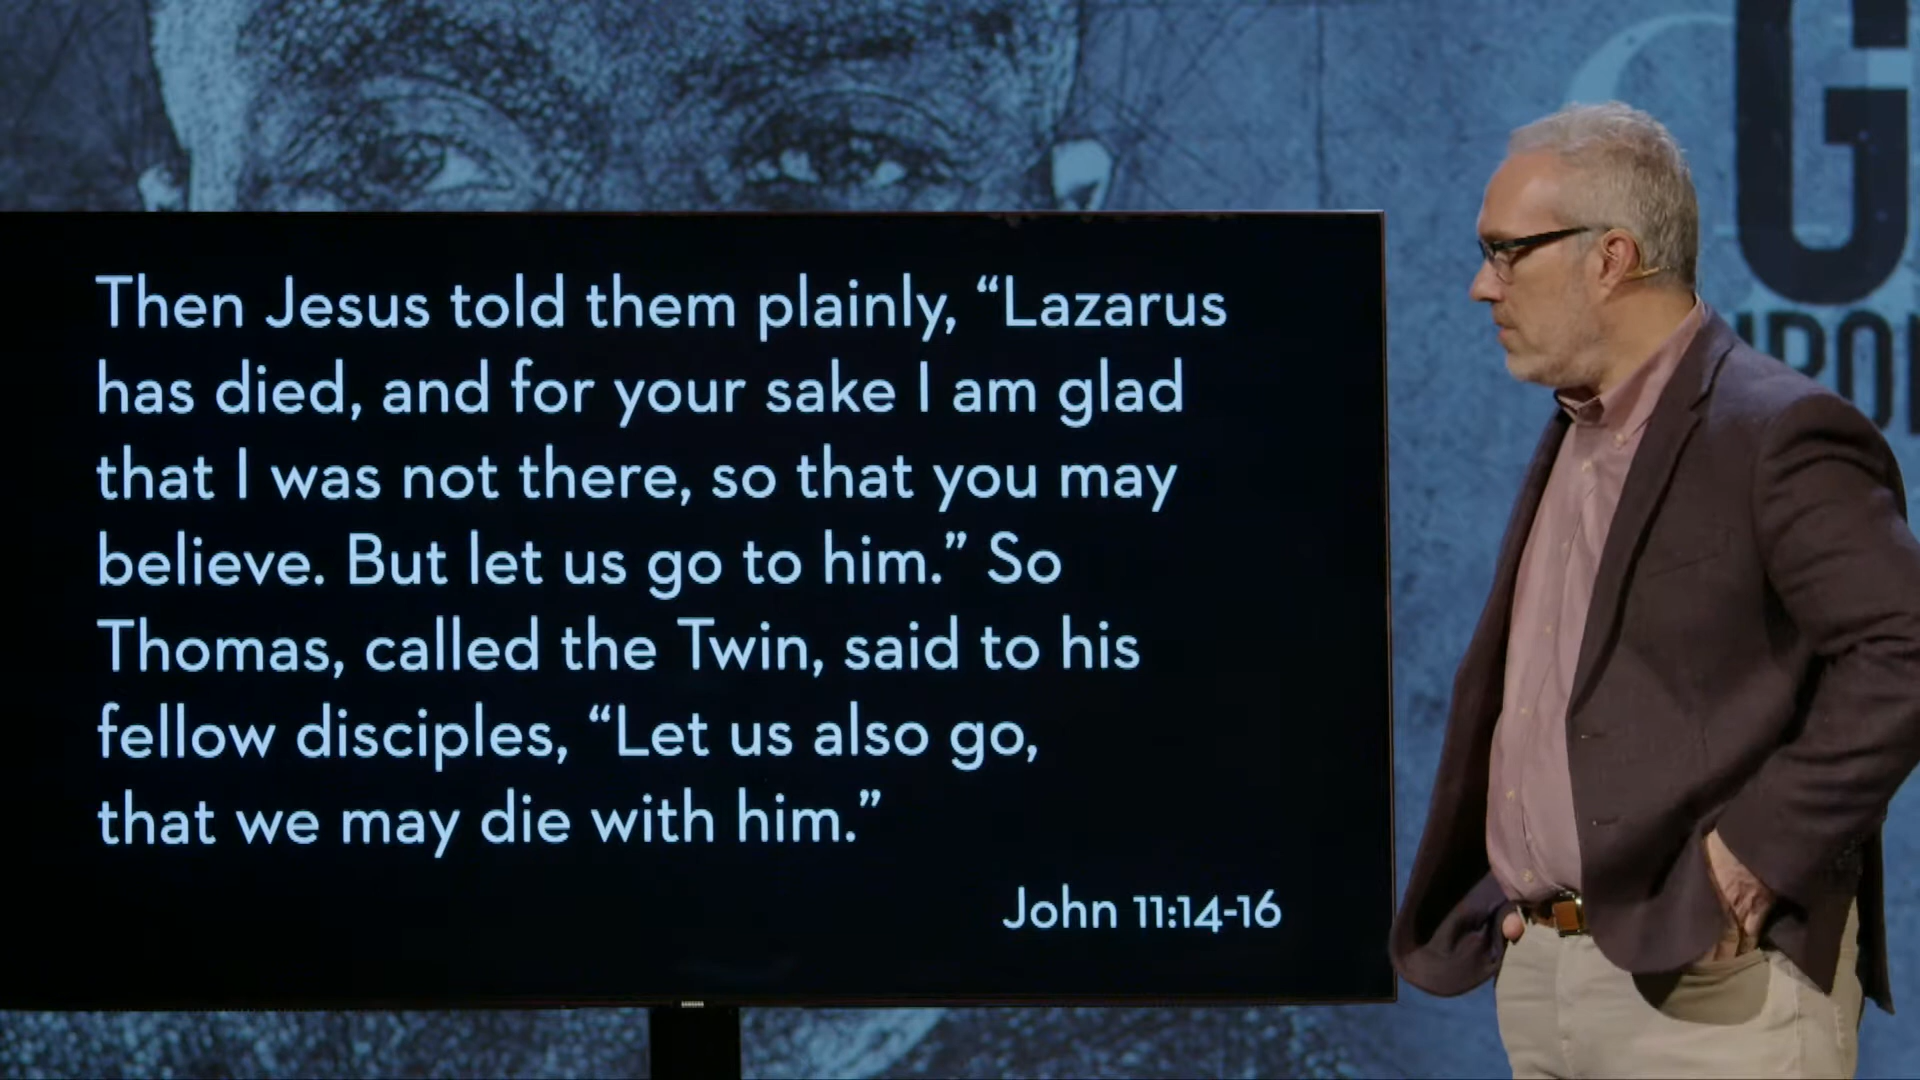 Then Jesus told them plainly, “Lazarus
has died, and for your sake I am glad
that I was not there, so that you may
believe. But let us go to him.” So
Thomas, called the Twin, said to his
fellow disciples, “Let us also go,
that we may die with him.”
John 11:14-16